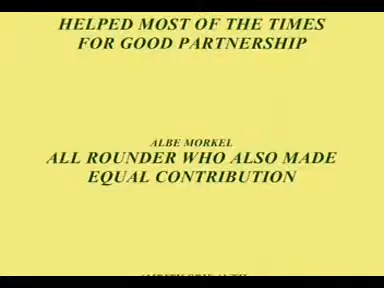 HELPED MOST OF THE TIMES
FOR GOOD PARTNERSHIP
ALBE MORKEL
ALL ROUNDER WHO ALSO MADE
EQUAL CONTRIBUTION